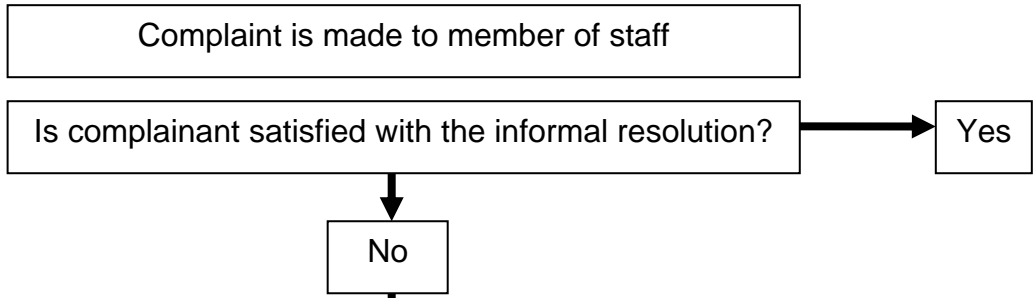 Complaint is made to member of staff
Is complainant satisfied with the informal resolution?
Yes
No